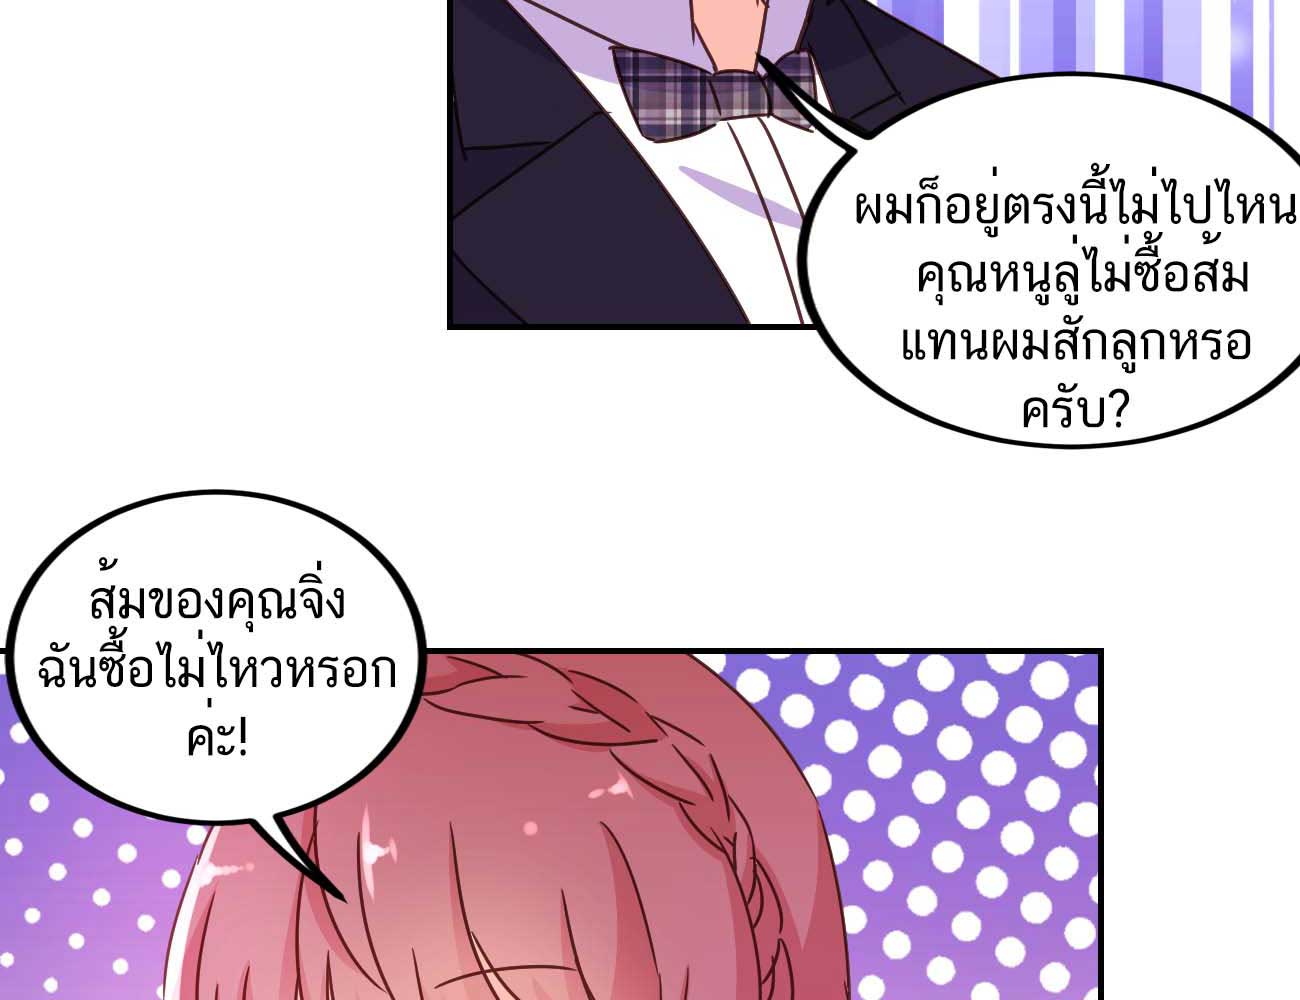 ผมก็อยู่ตรงนี้ไม่ไปไหน
คุณหนูลู่ไม่ซื้อส้ม
แทนผมสักลูกหรอ
ครับ?
ส้มของคุณจิ่ง
ฉันซื้อไม่ไหวหรอก
ค่ะ!